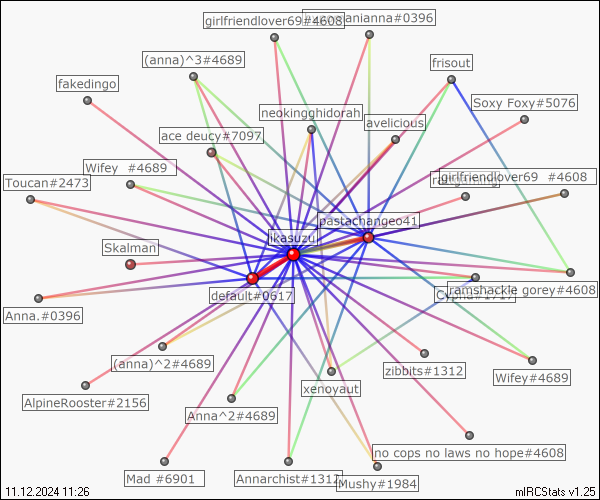 girlfriendlover69#4608
anianna#0396
(anna)^3#4689
frisout
fakedingo
Soxy Foxy#5076
neokingghidorah
avelicious
ace deucy#7097
Wifey #4689
Toucan#2473
girlfriendlover69 #4608
pastachangeo41
ikasuzu
Skalman
default#0617
ramshackle gorey#4608
Anna.#0396
(anna)^2#4689
zibbits#1312
Wifey#4689
xenoyaut
AlpineRooster#2156
Anna^2#4689
no cops no laws no hope#4608
Mad #6901
Annarchist#1312
Mushy#1984
11.12.2024 11:26
mIRCStats v1.25